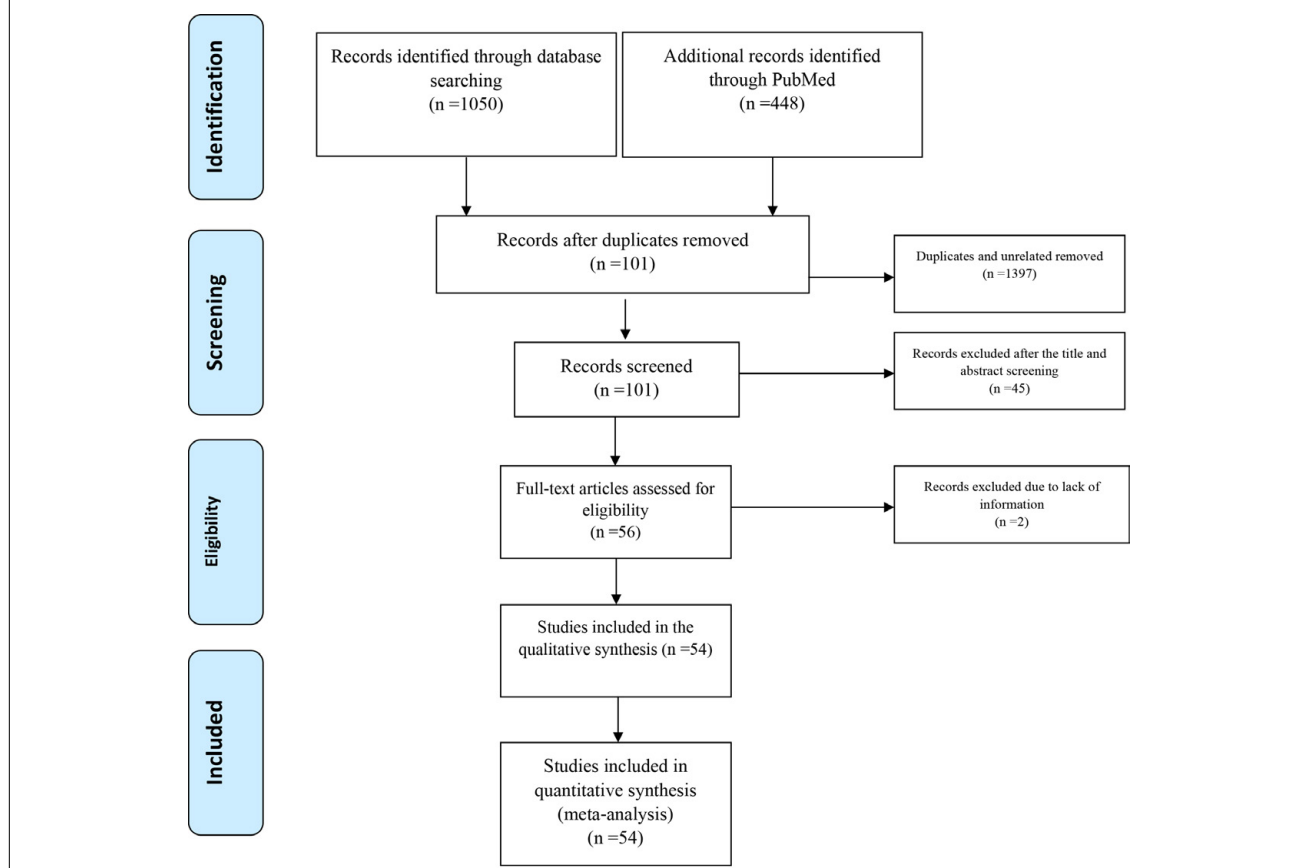 Identification
Records identified through database
searching
(n =1050)
Additional records identified
through PubMed
(n =448)
Screening
Records after duplicates removed
(n =101)
Duplicates and unrelated removed
(n =1397)
Records screened
(n =101)
Records excluded after the title and
abstract screening
(n =45)
Eligibility
Full-text articles assessed for
eligibility
(n =56)
Records excluded due to lack of
information
(n =2)
Studies included in the
qualitative synthesis (n =54)
Included
Studies included in
quantitative synthesis
(meta-analysis)
(n =54)